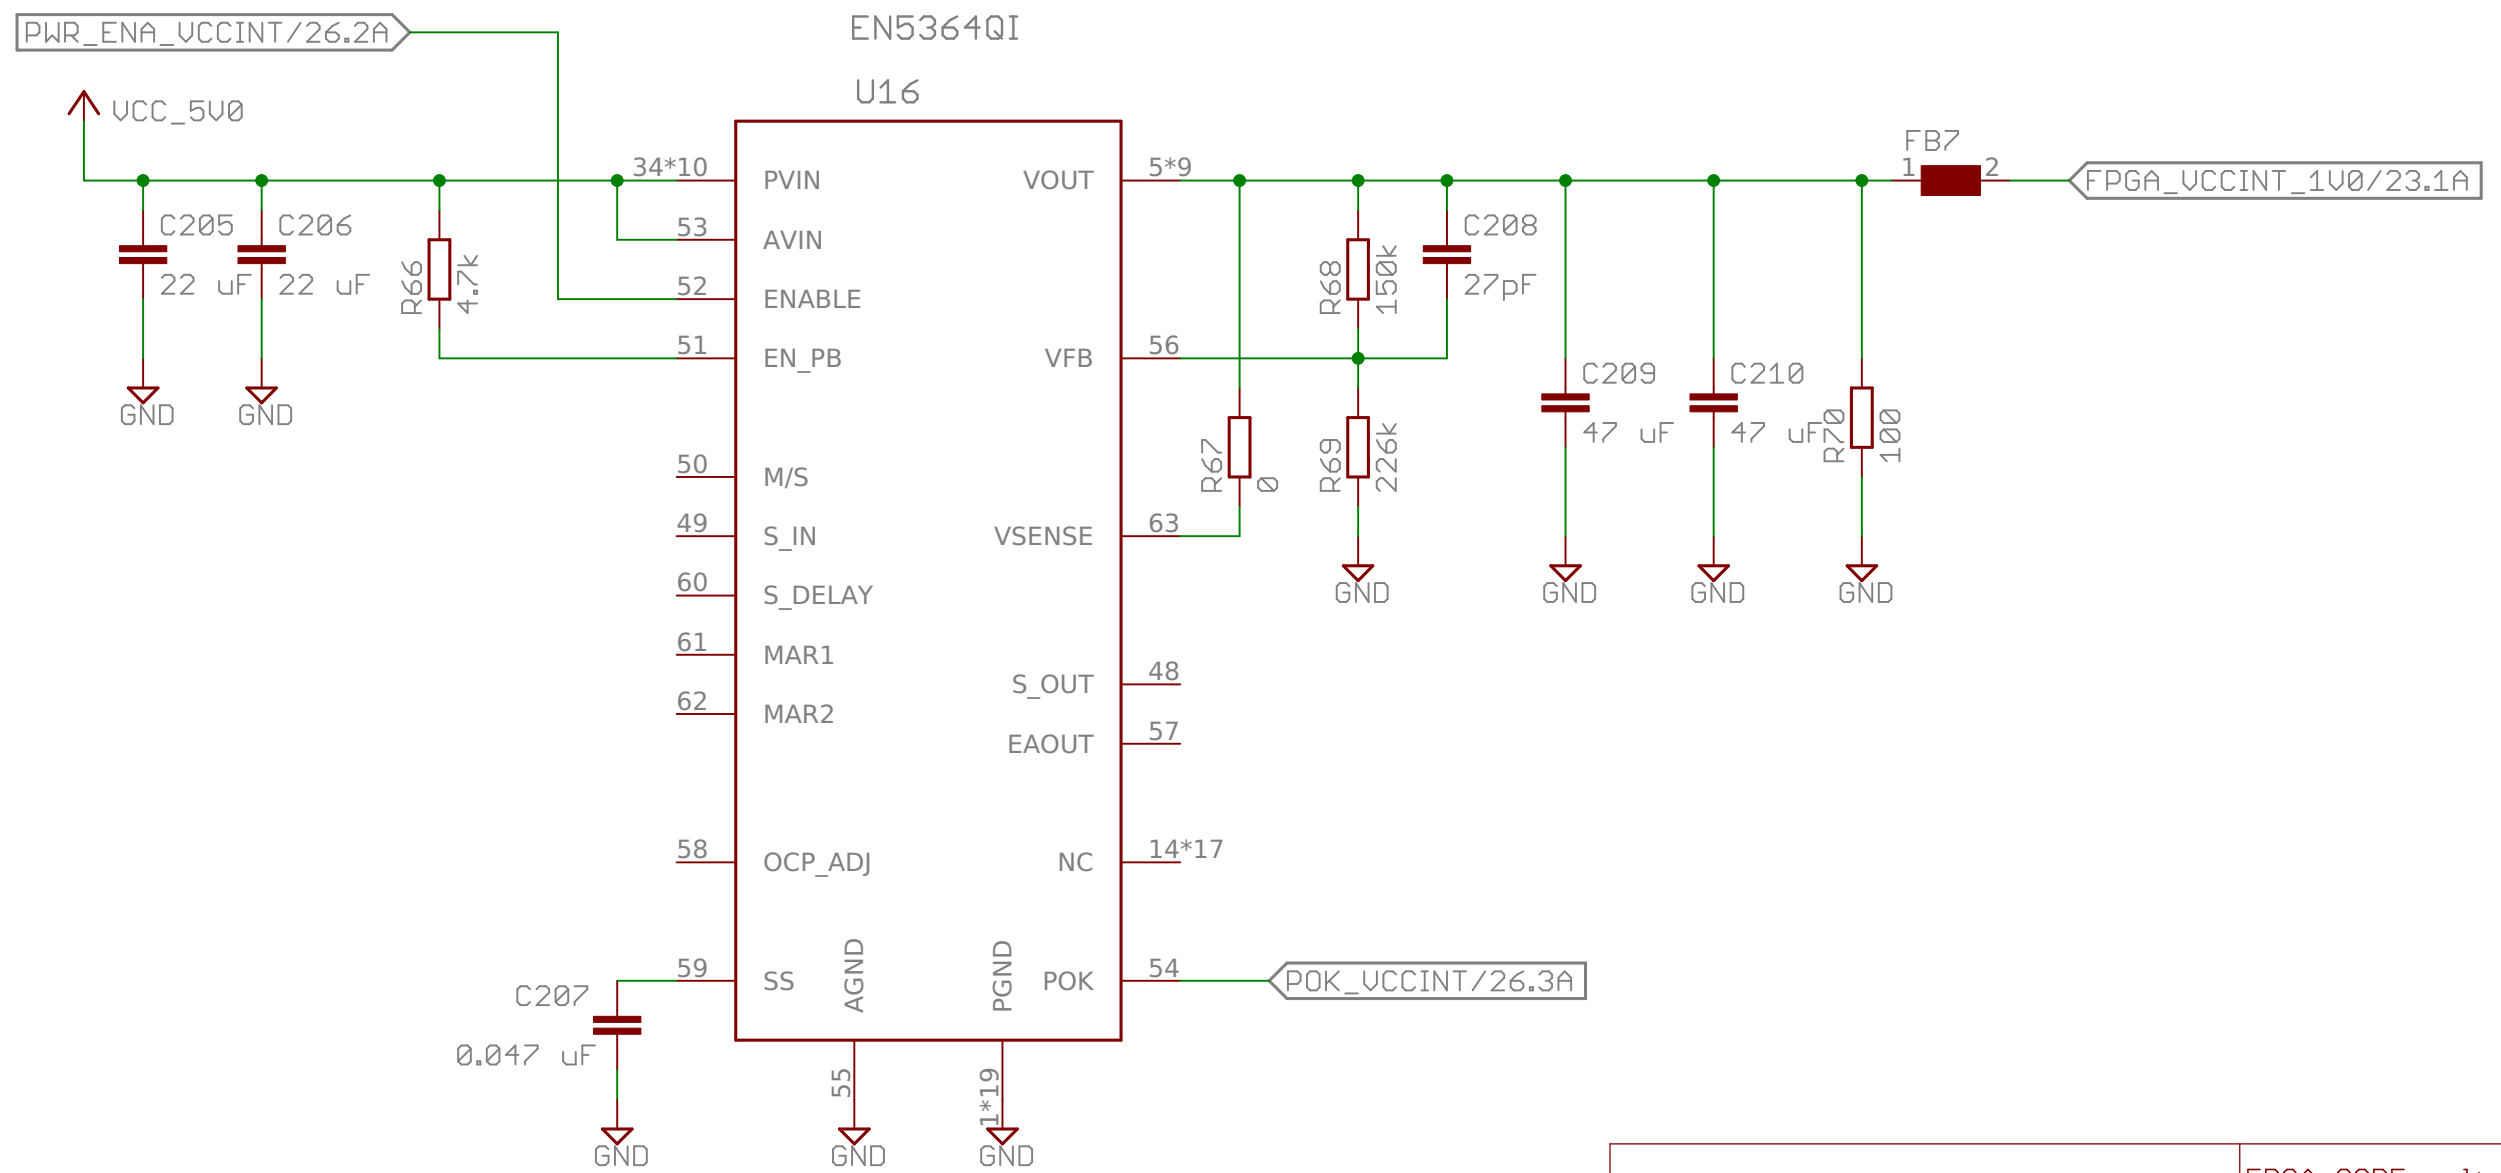 PWR_ENA_VCCINT/26.2A
EN5364QI
U16
VCC_5V0
34*10
PVIN
VOUT
5*9
FB7
1
2
FPGA_VCCINT_1V0/23.1A
C205
22 uF
C206
22 uF
R66
4.7k
53
AVIN
52
ENABLE
51
EN_PB
VFB
56
R68
150k
C208
27pF
GND
GND
50
M/S
49
S_IN
VSENSE
63
R67
0
R69
226k
C209
47 uF
C210
47 uF
R70
100
60
S_DELAY
GND
GND
GND
GND
61
MAR1
S_OUT
48
62
MAR2
EAOUT
57
58
OCP_ADJ
NC
14*17
59
SS
AGND
PGND
POK
54
POK_VCCINT/26.3A
C207
0.047 uF
55
1*19
GND
GND
GND